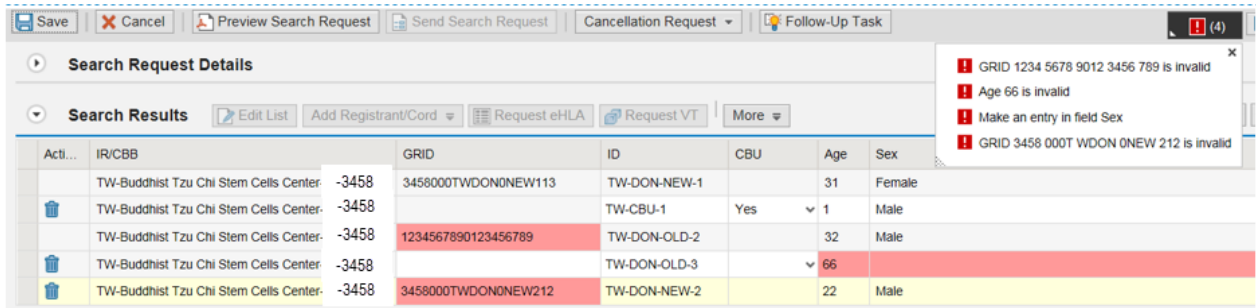 Save Cancel Preview Search Request Send Search Request Cancellation Request Follow-Up Task (4)
Search Request Details
GRID 1234 5678 9012 3456 789 is invalid
Age 66 is invalid
Make an entry in field Sex
GRID 3458 000T WDON 0NEW 212 is invalid
Search Results Edit List Add Registrant/Cord Request eHLA Request VT More
Acti... IR/CBB GRID ID CBU Age Sex
TW-Buddhist Tzu Chi Stem Cells Center- -3458 3458000TWDON0NEW113 TW-DON-NEW-1 31 Female
TW-Buddhist Tzu Chi Stem Cells Center- -3458 TW-CBU-1 Yes 1 Male
TW-Buddhist Tzu Chi Stem Cells Center- -3458 1234567890123456789 TW-DON-OLD-2 32 Male
TW-Buddhist Tzu Chi Stem Cells Center- -3458 TW-DON-OLD-3 66
TW-Buddhist Tzu Chi Stem Cells Center- -3458 3458000TWDON0NEW212 TW-DON-NEW-2 22 Male